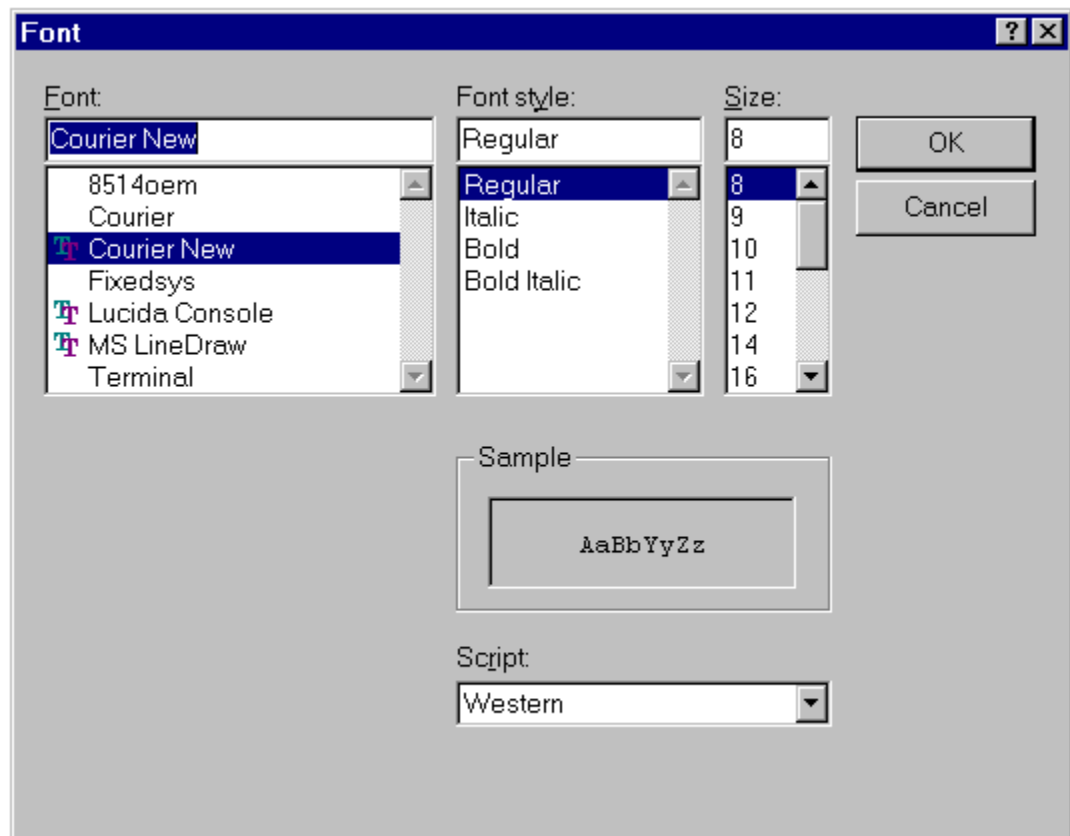 Font
Font:
Courier New
8514oem
Courier
Courier New
Fixedsys
Lucida Console
MS LineDraw
Terminal
Font style:
Regular
Regular
Italic
Bold
Bold Italic
Size:
8
8
9
10
11
12
14
16
OK
Cancel
Sample
AaBbYyZz
Script:
Western